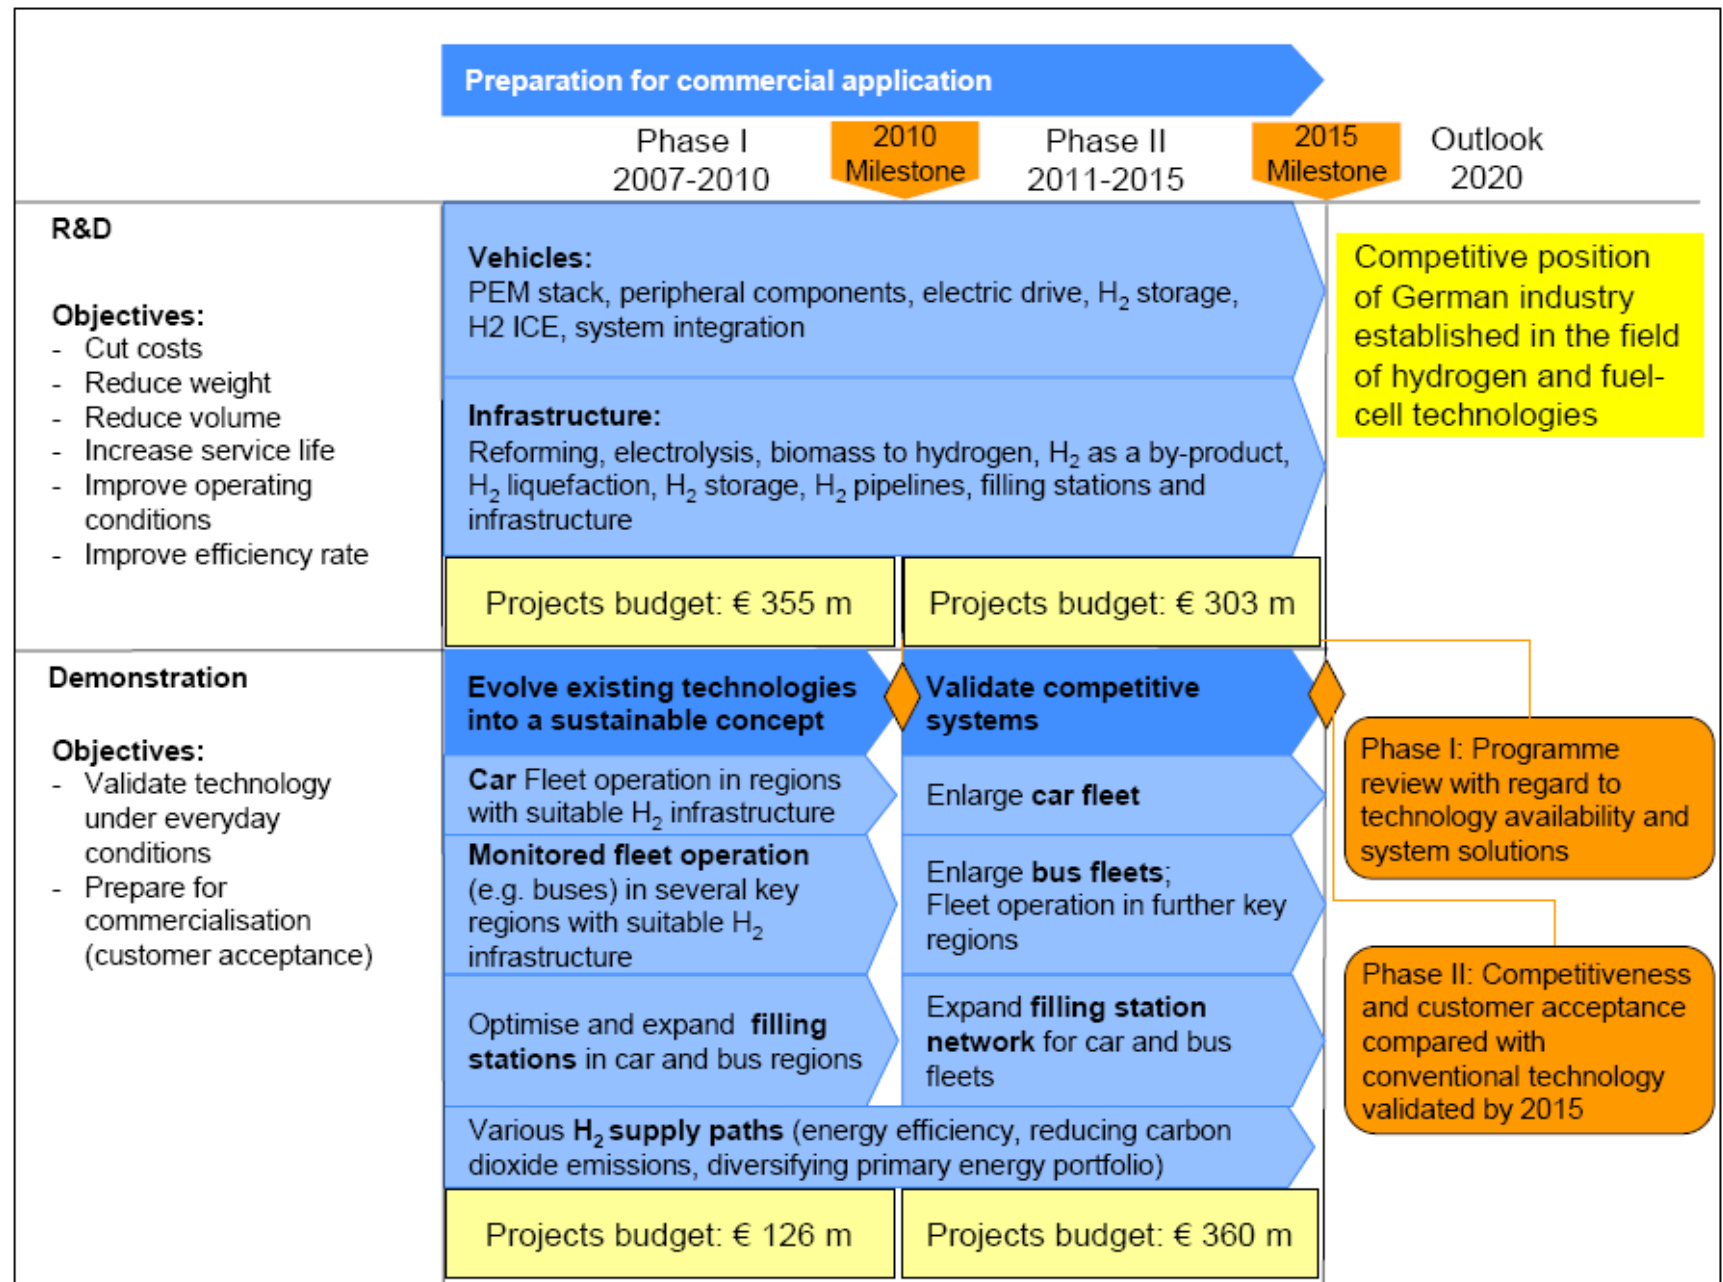 Preparation for commercial application
Phase I
2007-2010
2010
Milestone
Phase II
2011-2015
2015
Milestone
Outlook
2020
R&D
Objectives:
- Cut costs
- Reduce weight
- Reduce volume
- Increase service life
- Improve operating
conditions
- Improve efficiency rate
Vehicles:
PEM stack, peripheral components, electric drive, H₂ storage,
H2 ICE, system integration
Infrastructure:
Reforming, electrolysis, biomass to hydrogen, H₂ as a by-product,
H₂ liquefaction, H₂ storage, H₂ pipelines, filling stations and
infrastructure
Projects budget: € 355 m
Projects budget: € 303 m
Competitive position
of German industry
established in the field
of hydrogen and fuel-
cell technologies
Demonstration
Objectives:
- Validate technology
under everyday
conditions
- Prepare for
commercialisation
(customer acceptance)
Evolve existing technologies
into a sustainable concept
Validate competitive
systems
Car Fleet operation in regions
with suitable H₂ infrastructure
Enlarge car fleet
Monitored fleet operation
(e.g. buses) in several key
regions with suitable H₂
infrastructure
Enlarge bus fleets;
Fleet operation in further key
regions
Optimise and expand filling
stations in car and bus regions
Expand filling station
network for car and bus
fleets
Various H₂ supply paths (energy efficiency, reducing carbon
dioxide emissions, diversifying primary energy portfolio)
Projects budget: € 126 m
Projects budget: € 360 m
Phase I: Programme
review with regard to
technology availability and
system solutions
Phase II: Competitiveness
and customer acceptance
compared with
conventional technology
validated by 2015